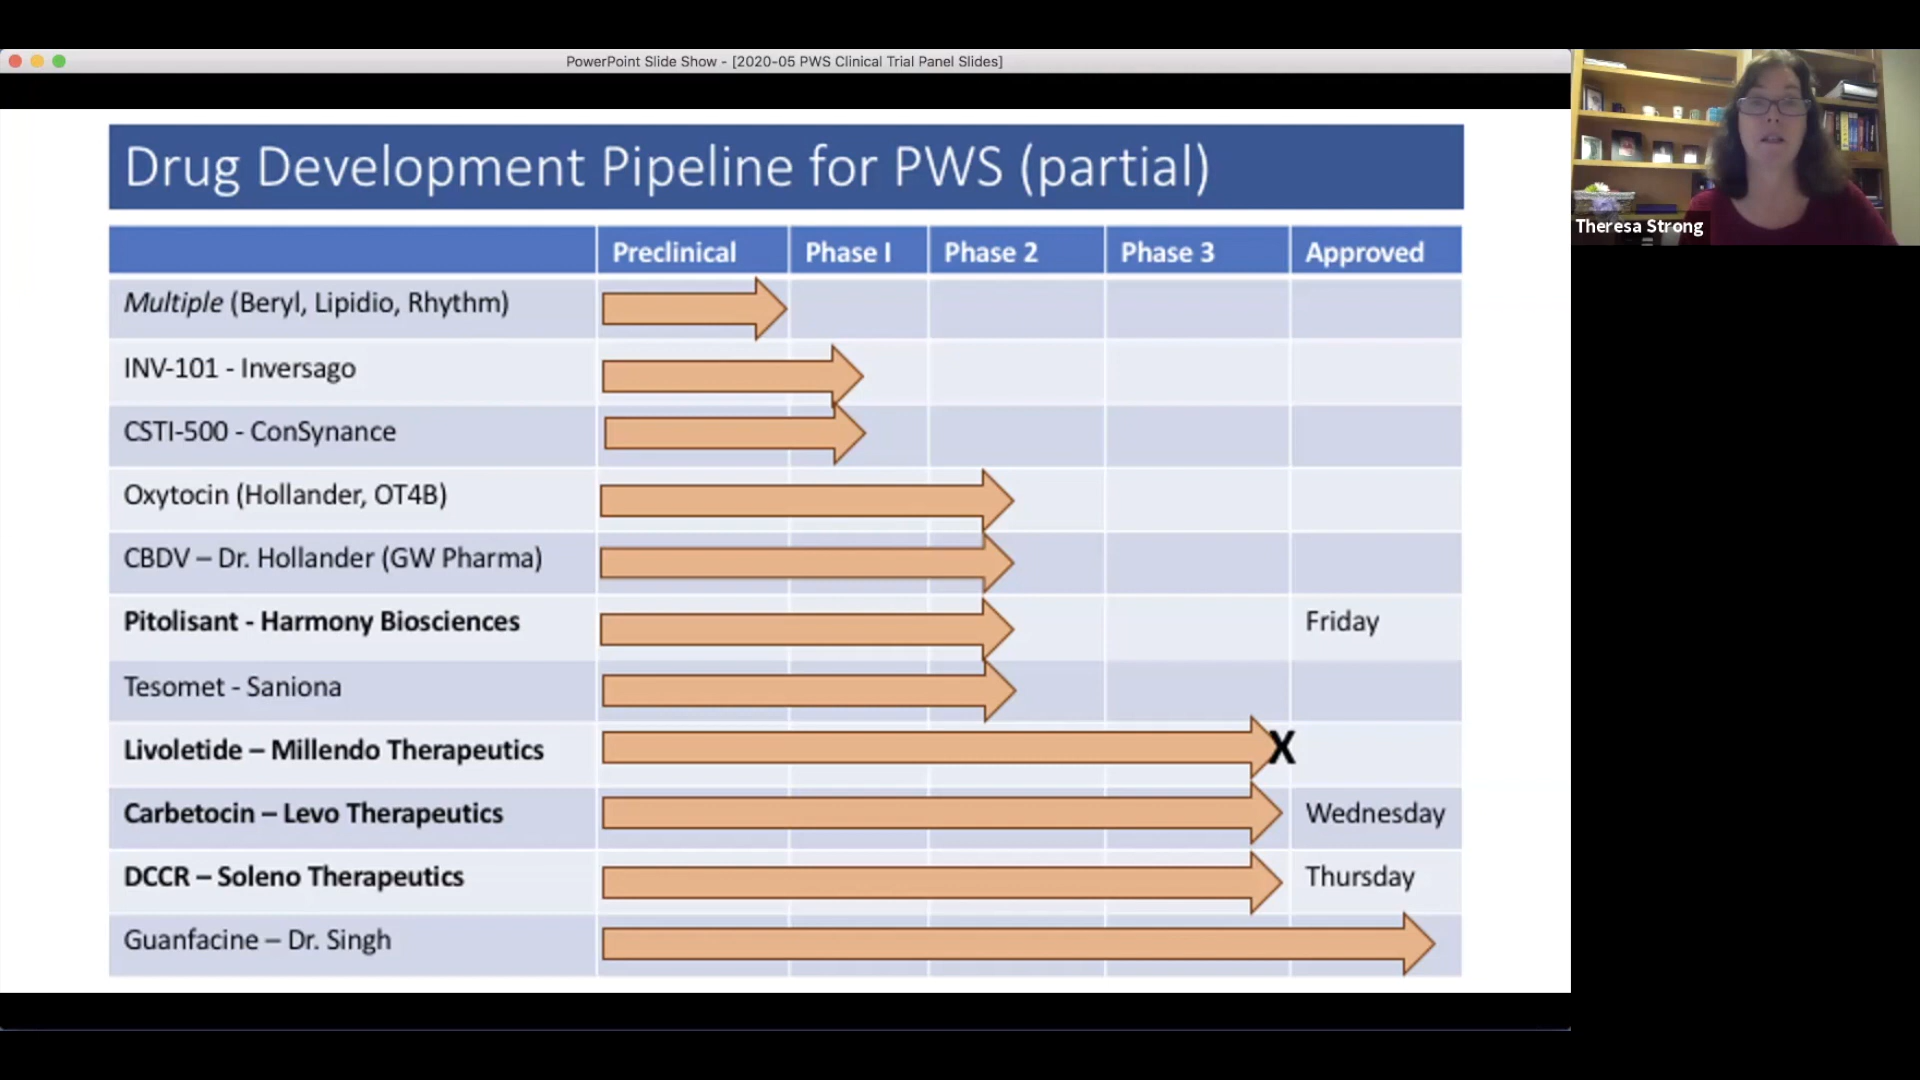 PowerPoint Slide Show - [2020-05 PWS Clinical Trial Panel Slides]
Drug Development Pipeline for PWS (partial)
Preclinical Phase I Phase 2 Phase 3 Approved
Multiple (Beryl, Lipidio, Rhythm)
INV-101 - Inversago
CSTI-500 - ConSynance
Oxytocin (Hollander, OT4B)
CBDV – Dr. Hollander (GW Pharma)
Pitolisant - Harmony Biosciences Friday
Tesomet - Saniona
Livoletide – Millendo Therapeutics X
Carbetocin – Levo Therapeutics Wednesday
DCCR – Soleno Therapeutics Thursday
Guanfacine – Dr. Singh
Theresa Strong